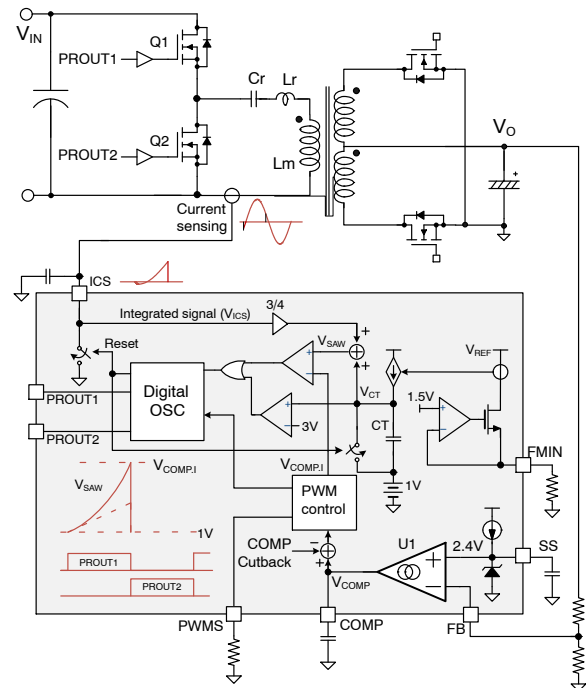 V_IN
Q1
PROUT1
Cr
Lr
Q2
PROUT2
Lm
V_O
+
Current
sensing
ICS
Integrated signal (V_ICS)
3/4
+
V_SAW
+
Reset
V_REF
Digital
OSC
+
−
V_CT
1.5V
+
−
PROUT1
+
−
3V
CT
PROUT2
FMIN
V_COMP.I
V_COMP.I
1V
V_SAW
PWM
control
1V
COMP
Cutback
−
+
U1
2.4V
SS
PROUT1
PROUT2
V_COMP
+
−
PWMS
COMP
FB